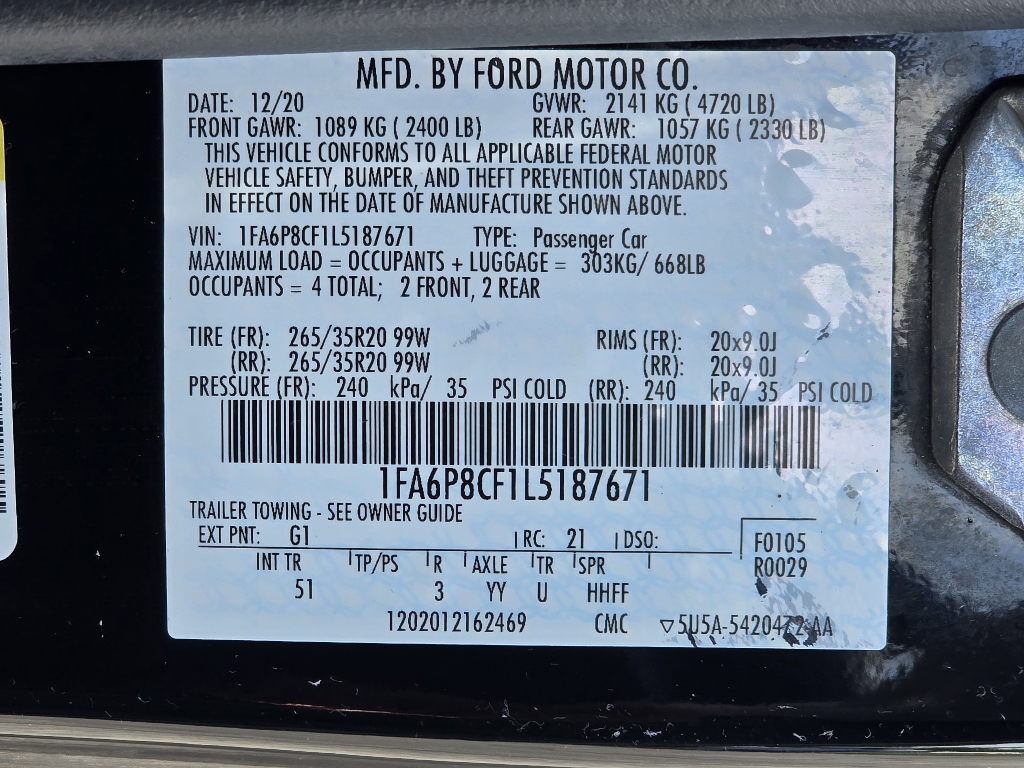 MFD. BY FORD MOTOR CO.
DATE: 12/20 GVWR: 2141 KG ( 4720 LB)
FRONT GAWR: 1089 KG ( 2400 LB) REAR GAWR: 1057 KG ( 2330 LB)
THIS VEHICLE CONFORMS TO ALL APPLICABLE FEDERAL MOTOR
VEHICLE SAFETY, BUMPER, AND THEFT PREVENTION STANDARDS
IN EFFECT ON THE DATE OF MANUFACTURE SHOWN ABOVE.
VIN: 1FA6P8CF1L5187671 TYPE: Passenger Car
MAXIMUM LOAD = OCCUPANTS + LUGGAGE = 303KG/ 668LB
OCCUPANTS = 4 TOTAL; 2 FRONT, 2 REAR
TIRE (FR): 265/35R20 99W RIMS (FR): 20x9.0J
(RR): 265/35R20 99W (RR): 20x9.0J
PRESSURE (FR): 240 kPa/ 35 PSI COLD (RR): 240 kPa/ 35 PSI COLD
1FA6P8CF1L5187671
TRAILER TOWING - SEE OWNER GUIDE
EXT PNT: G1 RC: 21 DSO: F0105
INT TR TP/PS R AXLE TR SPR R0029
51 3 YY U HHFF
1202012162469 CMC ▽5U5A-5420472-AA